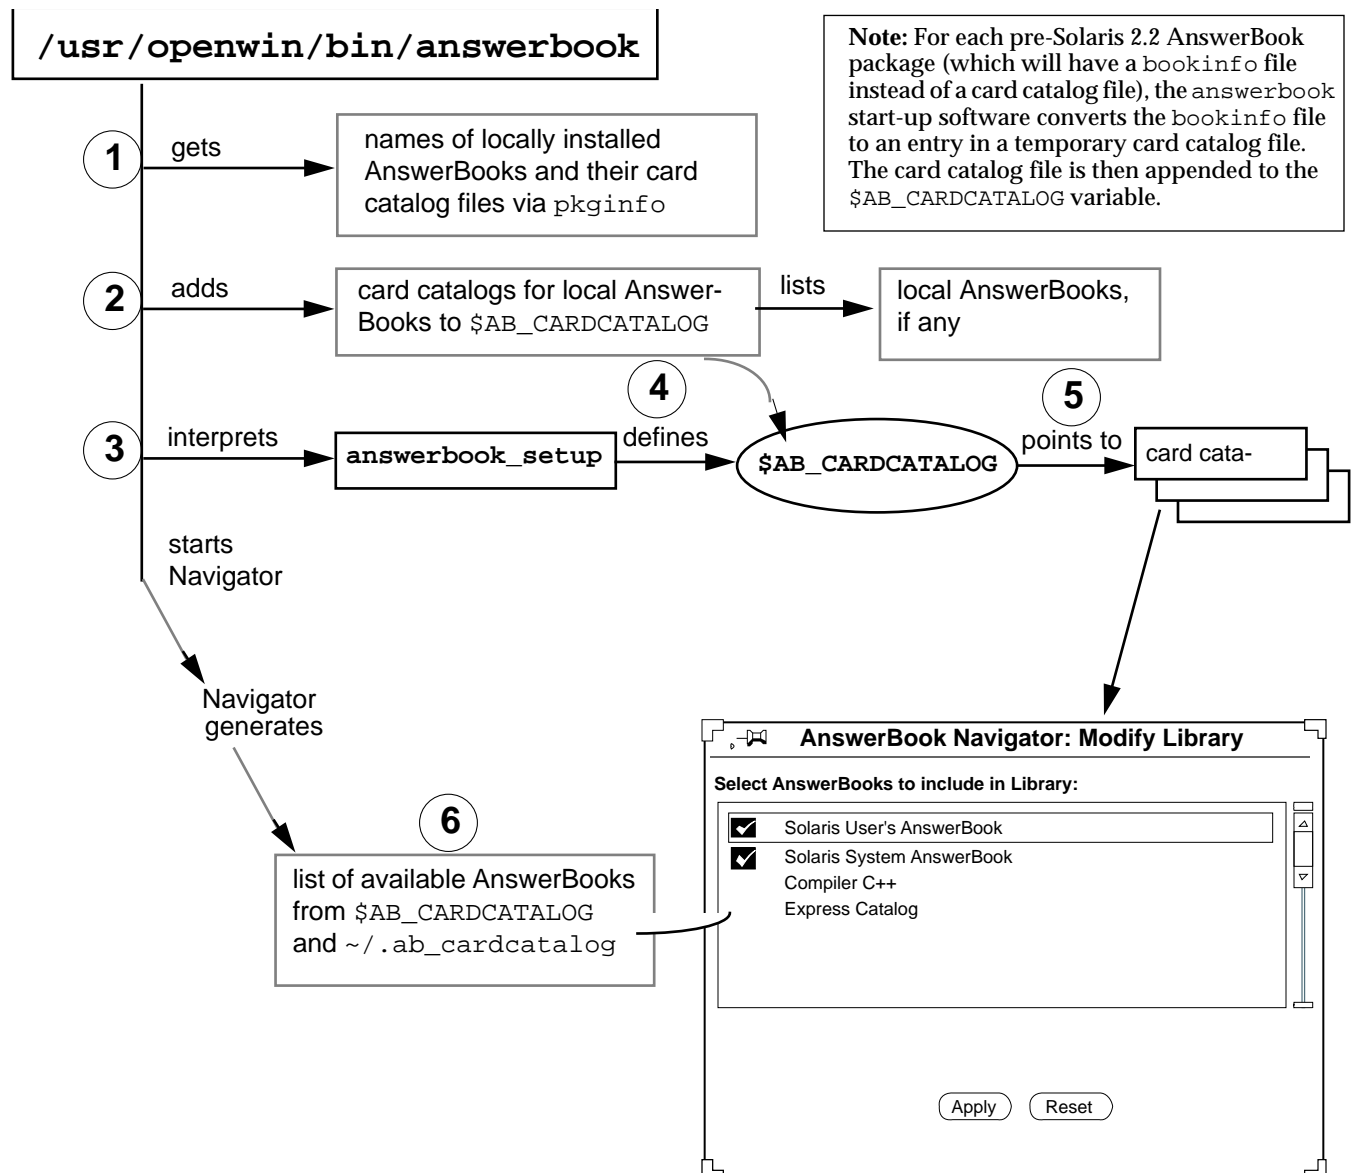 /usr/openwin/bin/answerbook
Note: For each pre-Solaris 2.2 AnswerBook
package (which will have a bookinfo file
instead of a card catalog file), the answerbook
start-up software converts the bookinfo file
to an entry in a temporary card catalog file.
The card catalog file is then appended to the
$AB_CARDCATALOG variable.
1
gets
names of locally installed
AnswerBooks and their card
catalog files via pkginfo
2
adds
card catalogs for local Answer-
Books to $AB_CARDCATALOG
lists
local AnswerBooks,
if any
3
interprets
answerbook_setup
4
defines
$AB_CARDCATALOG
5
points to
card cata-
starts
Navigator
Navigator
generates
6
list of available AnswerBooks
from $AB_CARDCATALOG
and ~/.ab_cardcatalog
AnswerBook Navigator: Modify Library
Select AnswerBooks to include in Library:
Solaris User's AnswerBook
Solaris System AnswerBook
Compiler C++
Express Catalog
Apply
Reset